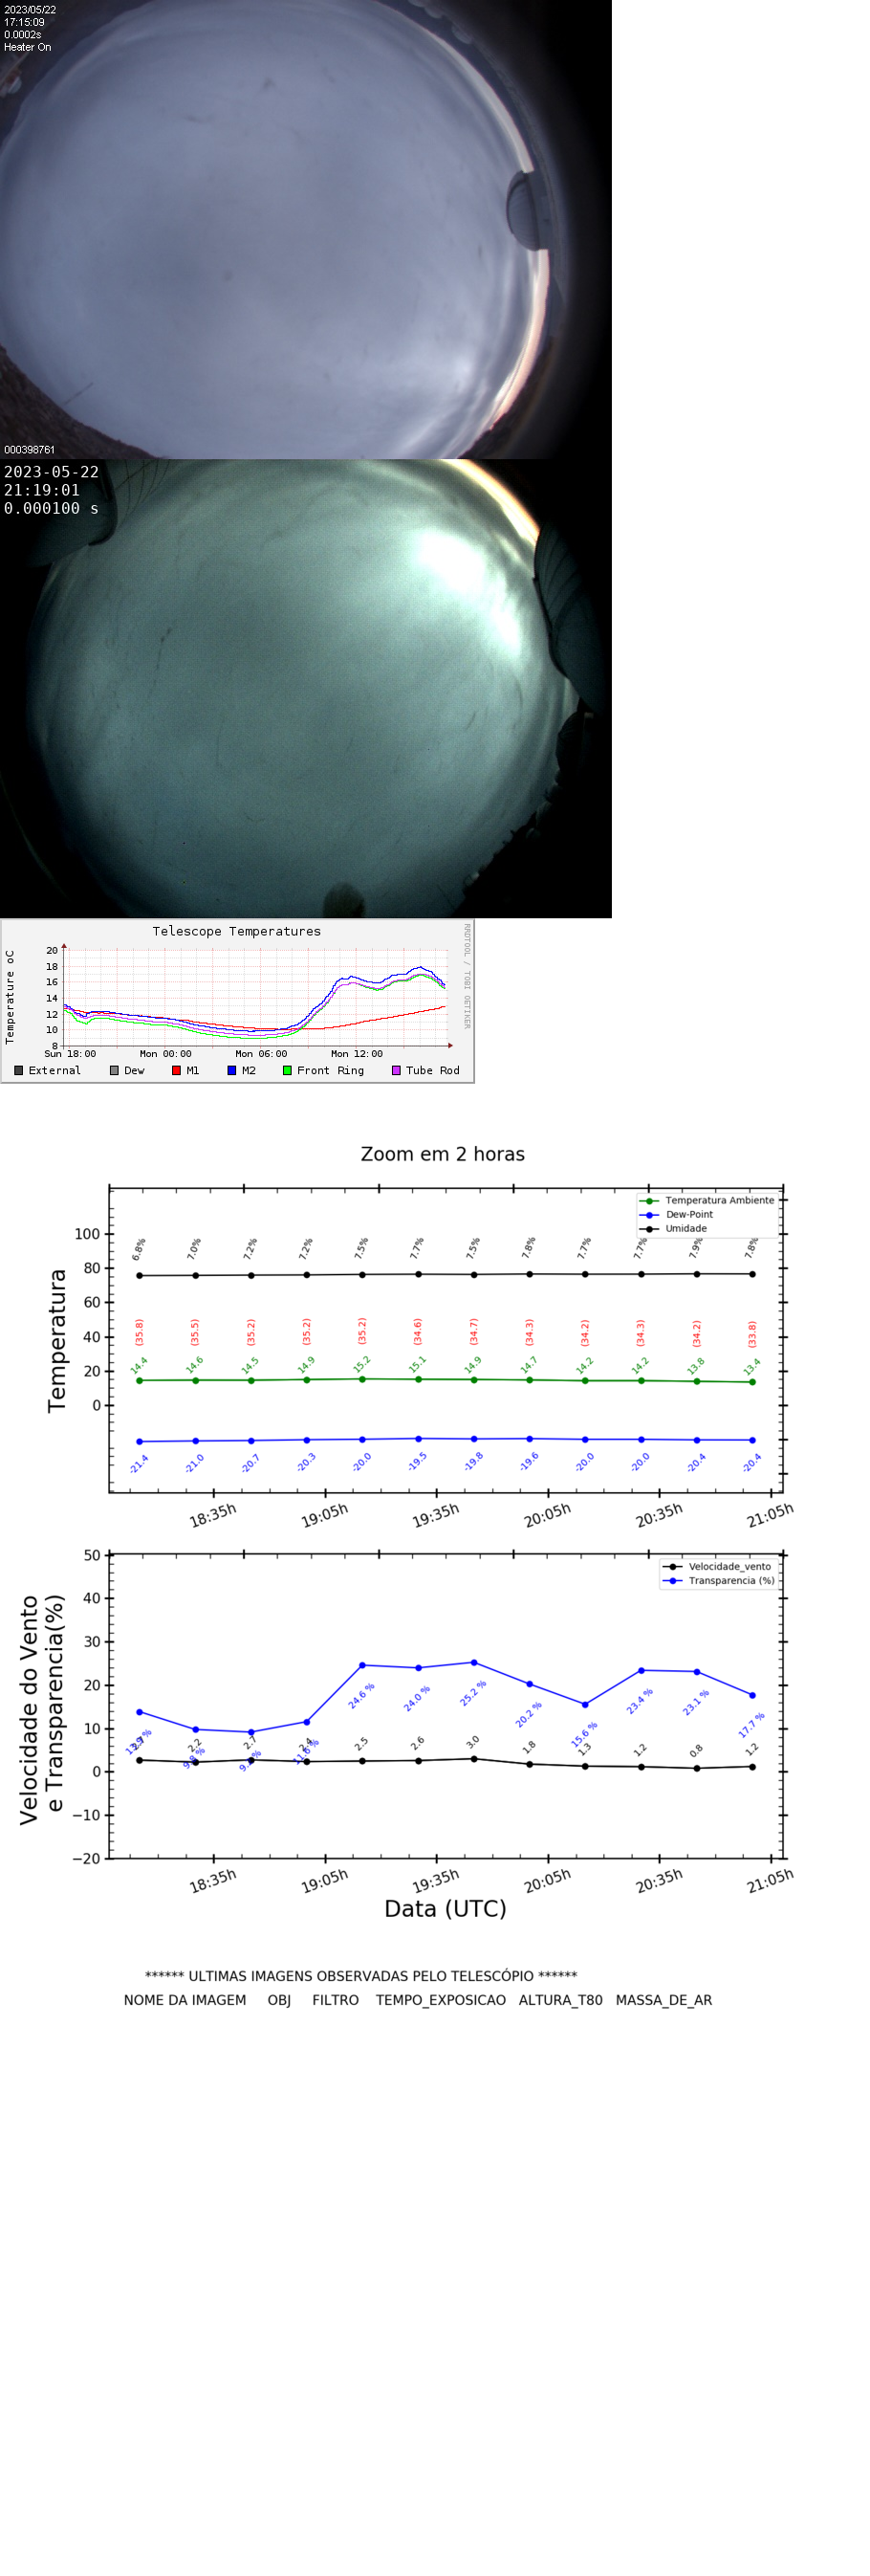 2023/05/22
17:15:09
0.0002s
Heater On
000398761
2023-05-22
21:19:01
0.000100 s
Telescope Temperatures
RRDTOOL / TOBI OETIKER
Temperature oC
20
18
16
14
12
10
8
Sun 18:00 Mon 00:00 Mon 06:00 Mon 12:00
External Dew M1 M2 Front Ring Tube Rod
Zoom em 2 horas
Temperatura Ambiente
Dew-Point
Umidade
Temperatura
100
80
60
40
20
0
6.8% 7.0% 7.2% 7.2% 7.5% 7.7% 7.5% 7.8% 7.7% 7.7% 7.9% 7.8%
(35.8) (35.5) (35.2) (35.2) (35.2) (34.6) (34.7) (34.3) (34.2) (34.3) (34.2) (33.8)
14.4 14.6 14.5 14.9 15.2 15.1 14.9 14.7 14.2 14.2 13.8 13.4
-21.4 -21.0 -20.7 -20.3 -20.0 -19.5 -19.8 -19.6 -20.0 -20.0 -20.4 -20.4
18:35h 19:05h 19:35h 20:05h 20:35h 21:05h
Velocidade_vento
Transparencia (%)
Velocidade do Vento
e Transparencia(%)
50
40
30
20
10
0
−10
−20
24.6 % 24.0 % 25.2 % 20.2 % 15.6 % 23.4 % 23.1 % 17.7 %
2.2 2.7 2.5 2.6 3.0 1.8 1.3 1.2 0.8 1.2
18:35h 19:05h 19:35h 20:05h 20:35h 21:05h
Data (UTC)
****** ULTIMAS IMAGENS OBSERVADAS PELO TELESCÓPIO ******
NOME DA IMAGEM OBJ FILTRO TEMPO_EXPOSICAO ALTURA_T80 MASSA_DE_AR